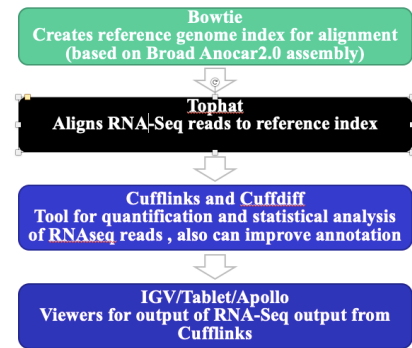 Bowtie
Creates reference genome index for alignment
(based on Broad Anocar2.0 assembly)
Tophat
Aligns RNA-Seq reads to reference index
Cufflinks and Cuffdiff
Tool for quantification and statistical analysis
of RNAseq reads , also can improve annotation
IGV/Tablet/Apollo
Viewers for output of RNA-Seq output from
Cufflinks